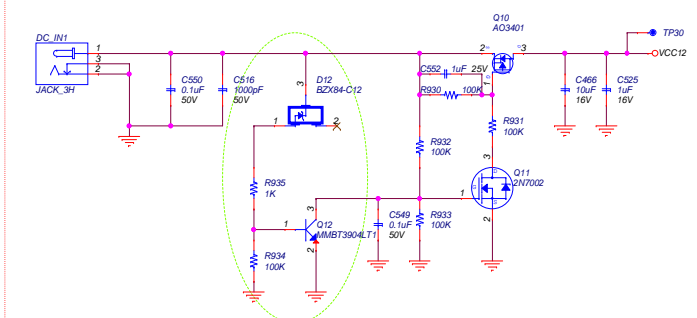 DC_IN1
1
3
2
JACK_3H
C550
0.1uF
50V
C516
1000pF
50V
3
D12
BZX84-C12
1
2
R935
1K
R934
100K
1
3
2
Q12
MMBT3904LT1
C549
0.1uF
50V
C552
1uF
25V
R930
100K
R932
100K
R933
100K
Q10
AO3401
2
3
1
R931
100K
3
Q11
2N7002
1
2
C466
10uF
16V
C525
1uF
16V
TP30
VCC12